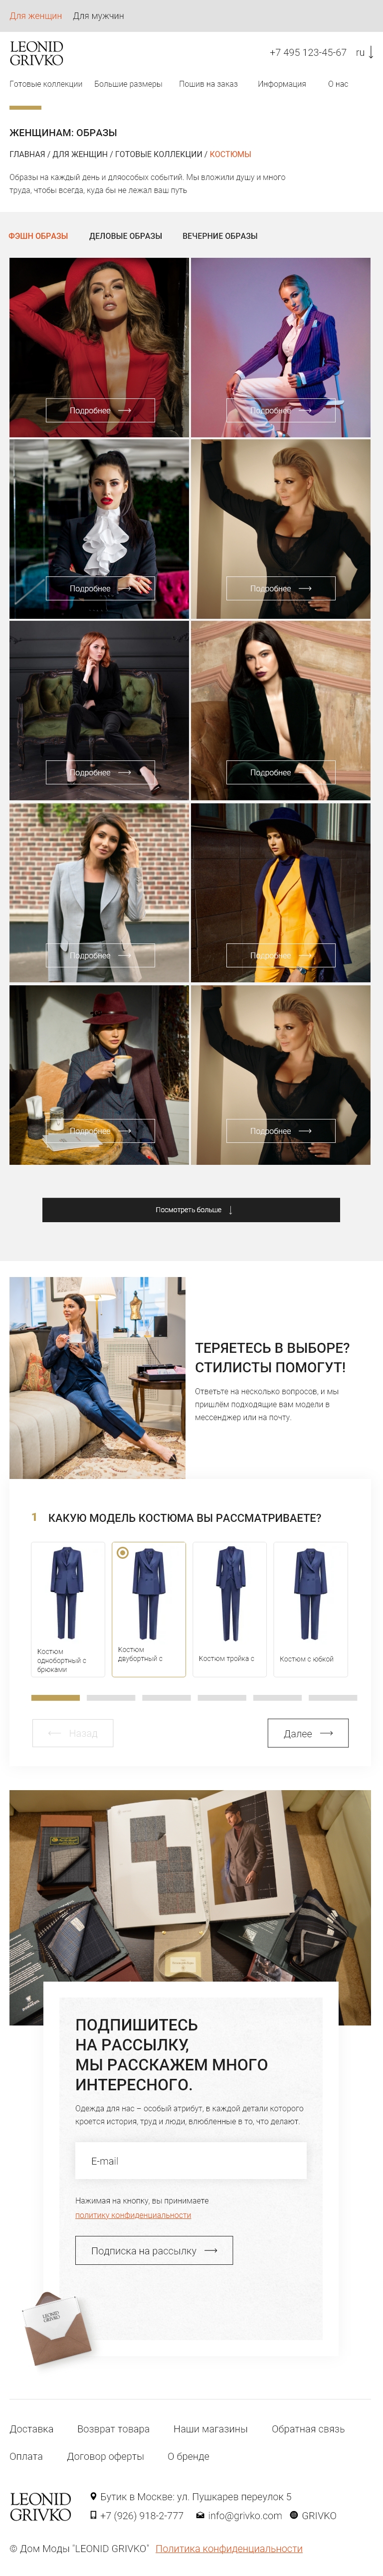 Для женщин Для мужчин
LEONID
GRIVKO
+7 495 123-45-67 ru
Готовые коллекции Большие размеры Пошив на заказ Информация О нас
ЖЕНЩИНАМ: ОБРАЗЫ
ГЛАВНАЯ / ДЛЯ ЖЕНЩИН / ГОТОВЫЕ КОЛЛЕКЦИИ / КОСТЮМЫ
Образы на каждый день и дляособых событий. Мы вложили душу и много
труда, чтобы всегда, куда бы не лежал ваш путь
ФЭШН ОБРАЗЫ ДЕЛОВЫЕ ОБРАЗЫ ВЕЧЕРНИЕ ОБРАЗЫ
Подробнее Подробнее
Подробнее Подробнее
Подробнее Подробнее
Подробнее Подробнее
Подробнее Подробнее
Посмотреть больше
ТЕРЯЕТЕСЬ В ВЫБОРЕ?
СТИЛИСТЫ ПОМОГУТ!
Ответьте на несколько вопросов, и мы
пришлём подходящие вам модели в
мессенджер или на почту.
1 КАКУЮ МОДЕЛЬ КОСТЮМА ВЫ РАССМАТРИВАЕТЕ?
Костюм
однобортный с
брюками
Костюм
двубортный с
Костюм тройка с
Костюм с юбкой
Назад Далее
ПОДПИШИТЕСЬ
НА РАССЫЛКУ,
МЫ РАССКАЖЕМ МНОГО
ИНТЕРЕСНОГО.
Одежда для нас – особый атрибут, в каждой детали которого
кроется история, труд и люди, влюбленные в то, что делают.
E-mail
Нажимая на кнопку, вы принимаете
политику конфиденциальности
Подписка на рассылку
LEONID
GRIVKO
Доставка Возврат товара Наши магазины Обратная связь
Оплата Договор оферты О бренде
LEONID
GRIVKO
Бутик в Москве: ул. Пушкарев переулок 5
+7 (926) 918-2-777 info@grivko.com GRIVKO
© Дом Моды "LEONID GRIVKO" Политика конфиденциальности